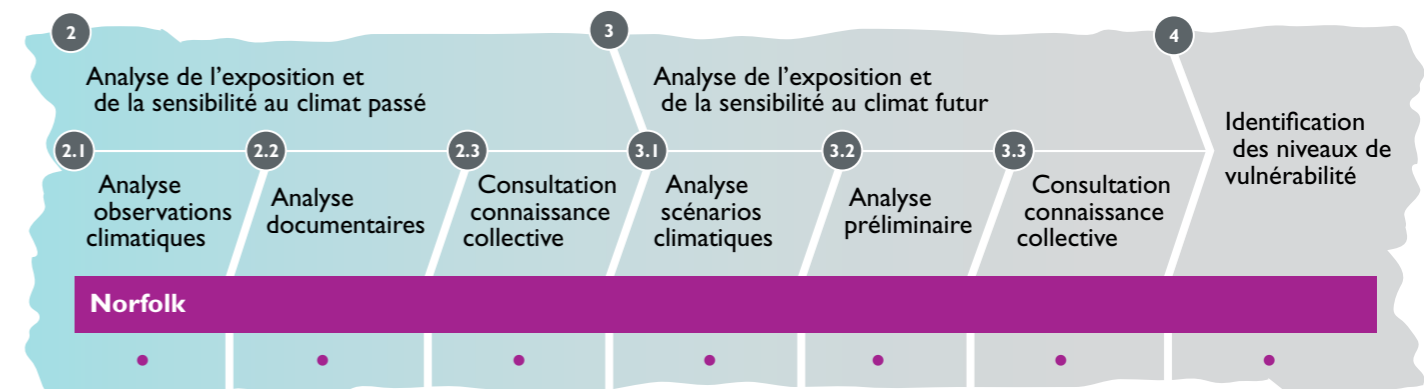 2
Analyse de l'exposition et
de la sensibilité au climat passé
3
Analyse de l'exposition et
de la sensibilité au climat futur
4
Identification
des niveaux de
vulnérabilité
2.1
Analyse
observations
climatiques
2.2
Analyse
documentaires
2.3
Consultation
connaissance
collective
3.1
Analyse
scénarios
climatiques
3.2
Analyse
préliminaire
3.3
Consultation
connaissance
collective
Norfolk